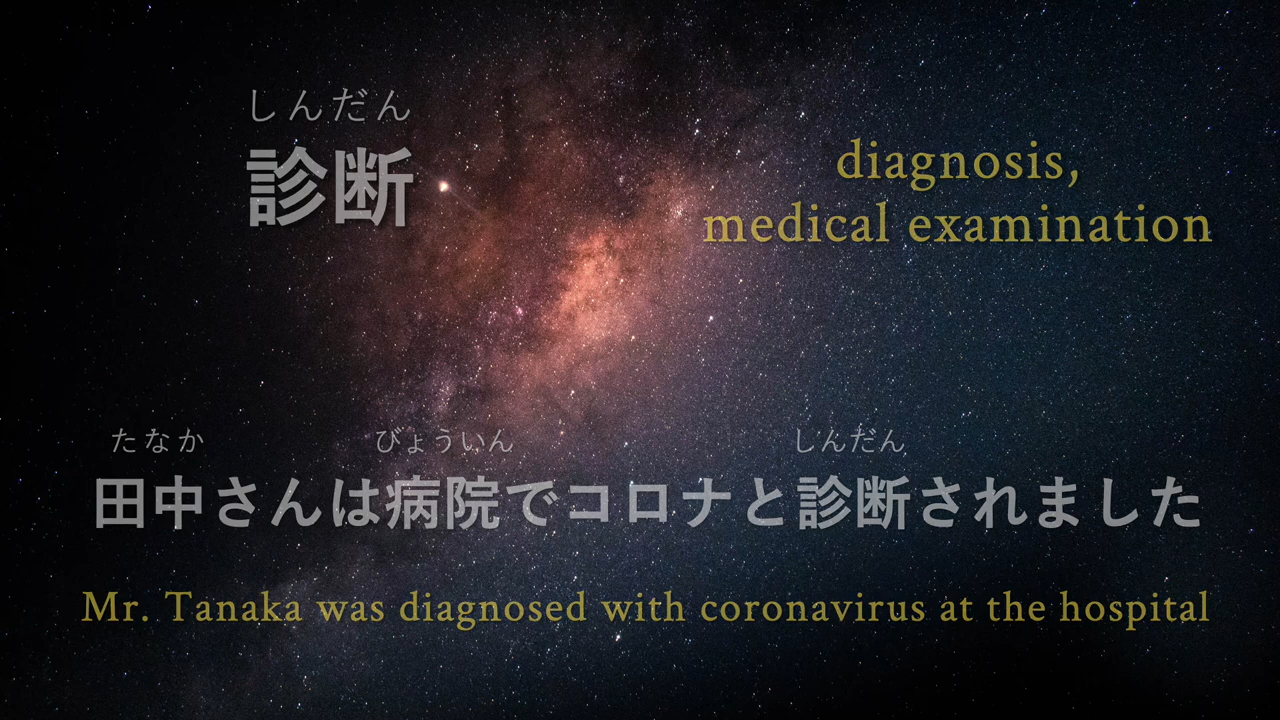 しんだん
診断
diagnosis,
medical examination
たなか びょういん しんだん
田中さんは病院でコロナと診断されました
Mr. Tanaka was diagnosed with coronavirus at the hospital